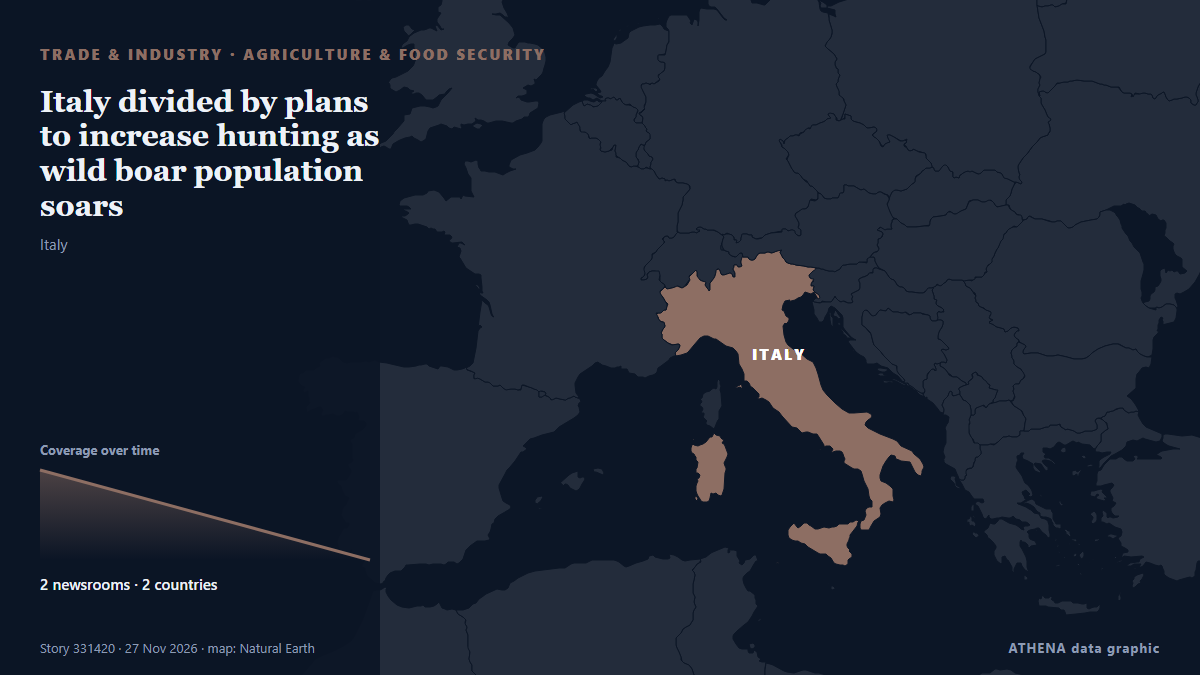 TRADE & INDUSTRY · AGRICULTURE & FOOD SECURITY
Italy divided by plans
to increase hunting as
wild boar population
soars
Italy
ITALY
Coverage over time
2 newsrooms · 2 countries
Story 331420 · 27 Nov 2026 · map: Natural Earth
ATHENA data graphic